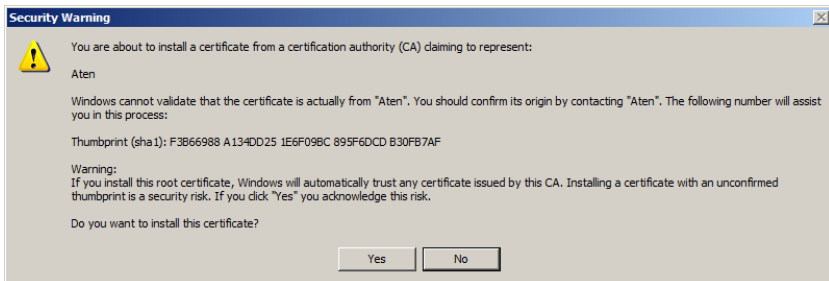 Security Warning
You are about to install a certificate from a certification authority (CA) claiming to represent:
Aten
Windows cannot validate that the certificate is actually from "Aten". You should confirm its origin by contacting "Aten". The following number will assist
you in this process:
Thumbprint (sha1): F3B66988 A134DD25 1E6F09BC 895F6DCD B30FB7AF
Warning:
If you install this root certificate, Windows will automatically trust any certificate issued by this CA. Installing a certificate with an unconfirmed
thumbprint is a security risk. If you click "Yes" you acknowledge this risk.
Do you want to install this certificate?
Yes
No